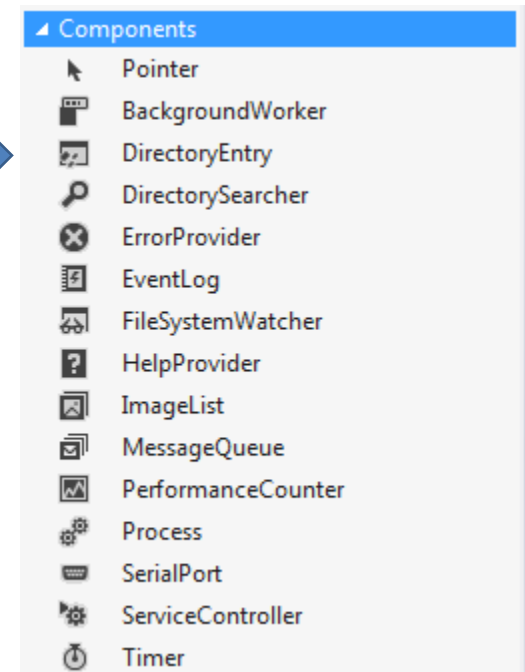 Components
Pointer
BackgroundWorker
DirectoryEntry
DirectorySearcher
ErrorProvider
EventLog
FileSystemWatcher
HelpProvider
ImageList
MessageQueue
PerformanceCounter
Process
SerialPort
ServiceController
Timer